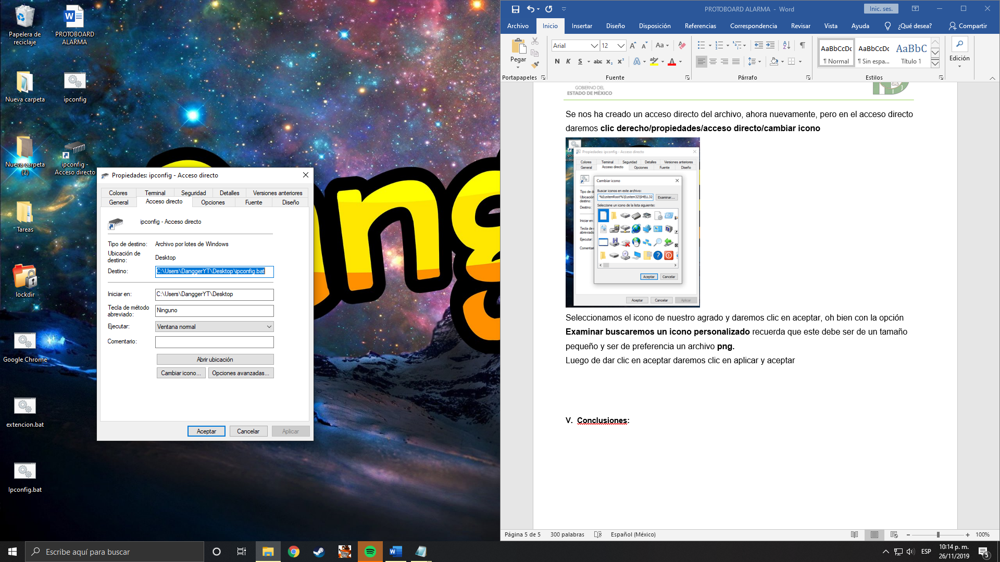 Papelera de
reciclaje
PROTOBOARD
ALARMA
Nueva carpeta
ipconfig
Nueva carpeta
(2)
ipconfig -
Acceso directo
Tareas
lockdir
Google Chrome
extencion.bat
Ipconfig.bat
Propiedades: ipconfig - Acceso directo
Colores Terminal Seguridad Detalles Versiones anteriores
General Acceso directo Opciones Fuente Diseño
ipconfig - Acceso directo
Tipo de destino: Archivo por lotes de Windows
Ubicación de
destino: Desktop
Destino: C:\Users\DanggerYT\Desktop\ipconfig.bat
Iniciar en: C:\Users\DanggerYT\Desktop
Tecla de método
abreviado: Ninguno
Ejecutar: Ventana normal
Comentario:
Abrir ubicación
Cambiar icono... Opciones avanzadas...
Aceptar Cancelar Aplicar
PROTOBOARD ALARMA - Word
Inic. ses.
Archivo Inicio Insertar Diseño Disposición Referencias Correspondencia Revisar Vista Ayuda ¿Qué desea? Compartir
Pegar
Arial 12
Aa
N K S abc x₂ x²
AaBbCcDc AaBbCcDc AaBbC
¶ Normal ¶ Sin espa... Título 1
Edición
Portapapeles Fuente Párrafo Estilos
GOBIERNO DEL
ESTADO DE MÉXICO
Se nos ha creado un acceso directo del archivo, ahora nuevamente, pero en el acceso directo
daremos clic derecho/propiedades/acceso directo/cambiar icono
Propiedades: ipconfig - Acceso directo
Colores Terminal Seguridad Detalles Versiones anteriores
General Acceso directo Opciones Fuente Diseño
Cambiar icono
Buscar iconos en este archivo:
%SystemRoot%\System32\SHELL32 Examinar...
Seleccione un icono de la lista siguiente:
Aceptar Cancelar
Aceptar Cancelar Aplicar
Seleccionamos el icono de nuestro agrado y daremos clic en aceptar, oh bien con la opción
Examinar buscaremos un icono personalizado recuerda que este debe ser de un tamaño
pequeño y ser de preferencia un archivo png.
Luego de dar clic en aceptar daremos clic en aplicar y aceptar
V. Conclusiones:
Página 5 de 5 300 palabras Español (México) 100%
Escribe aquí para buscar
ESP
10:14 p. m.
26/11/2019
5